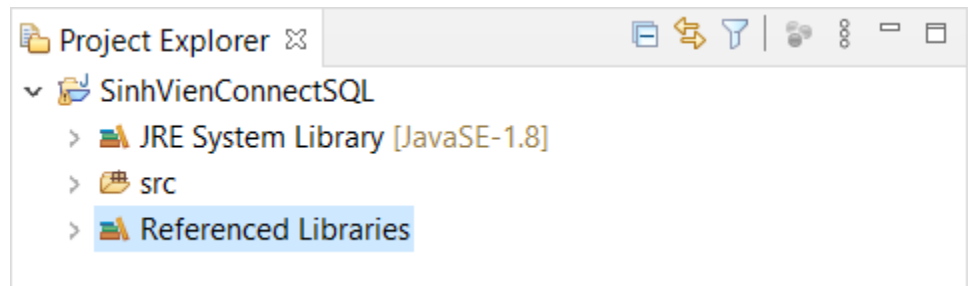 Project Explorer
SinhVienConnectSQL
JRE System Library [JavaSE-1.8]
src
Referenced Libraries